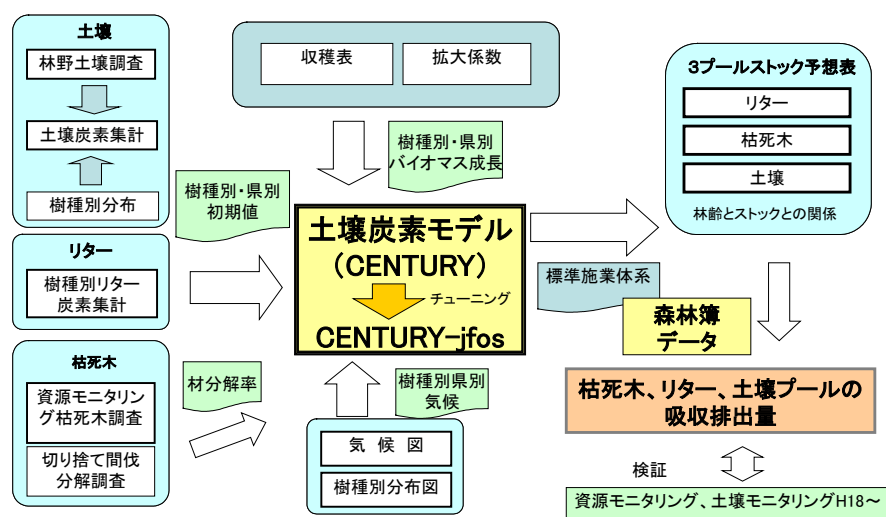 土壌
林野土壌調査
土壌炭素集計
樹種別分布
リター
樹種別リター
炭素集計
枯死木
資源モニタリン
グ枯死木調査
切り捨て間伐
分解調査
収穫表
拡大係数
樹種別・県別
バイオマス成長
樹種別・県別
初期値
土壌炭素モデル
（CENTURY）
チューニング
CENTURY-jfos
材分解率
樹種別県別
気候
気 候 図
樹種別分布図
3プールストック予想表
リター
枯死木
土壌
林齢とストックとの関係
標準施業体系
森林簿
データ
枯死木、リター、土壌プールの
吸収排出量
検証
資源モニタリング、土壌モニタリングH18～